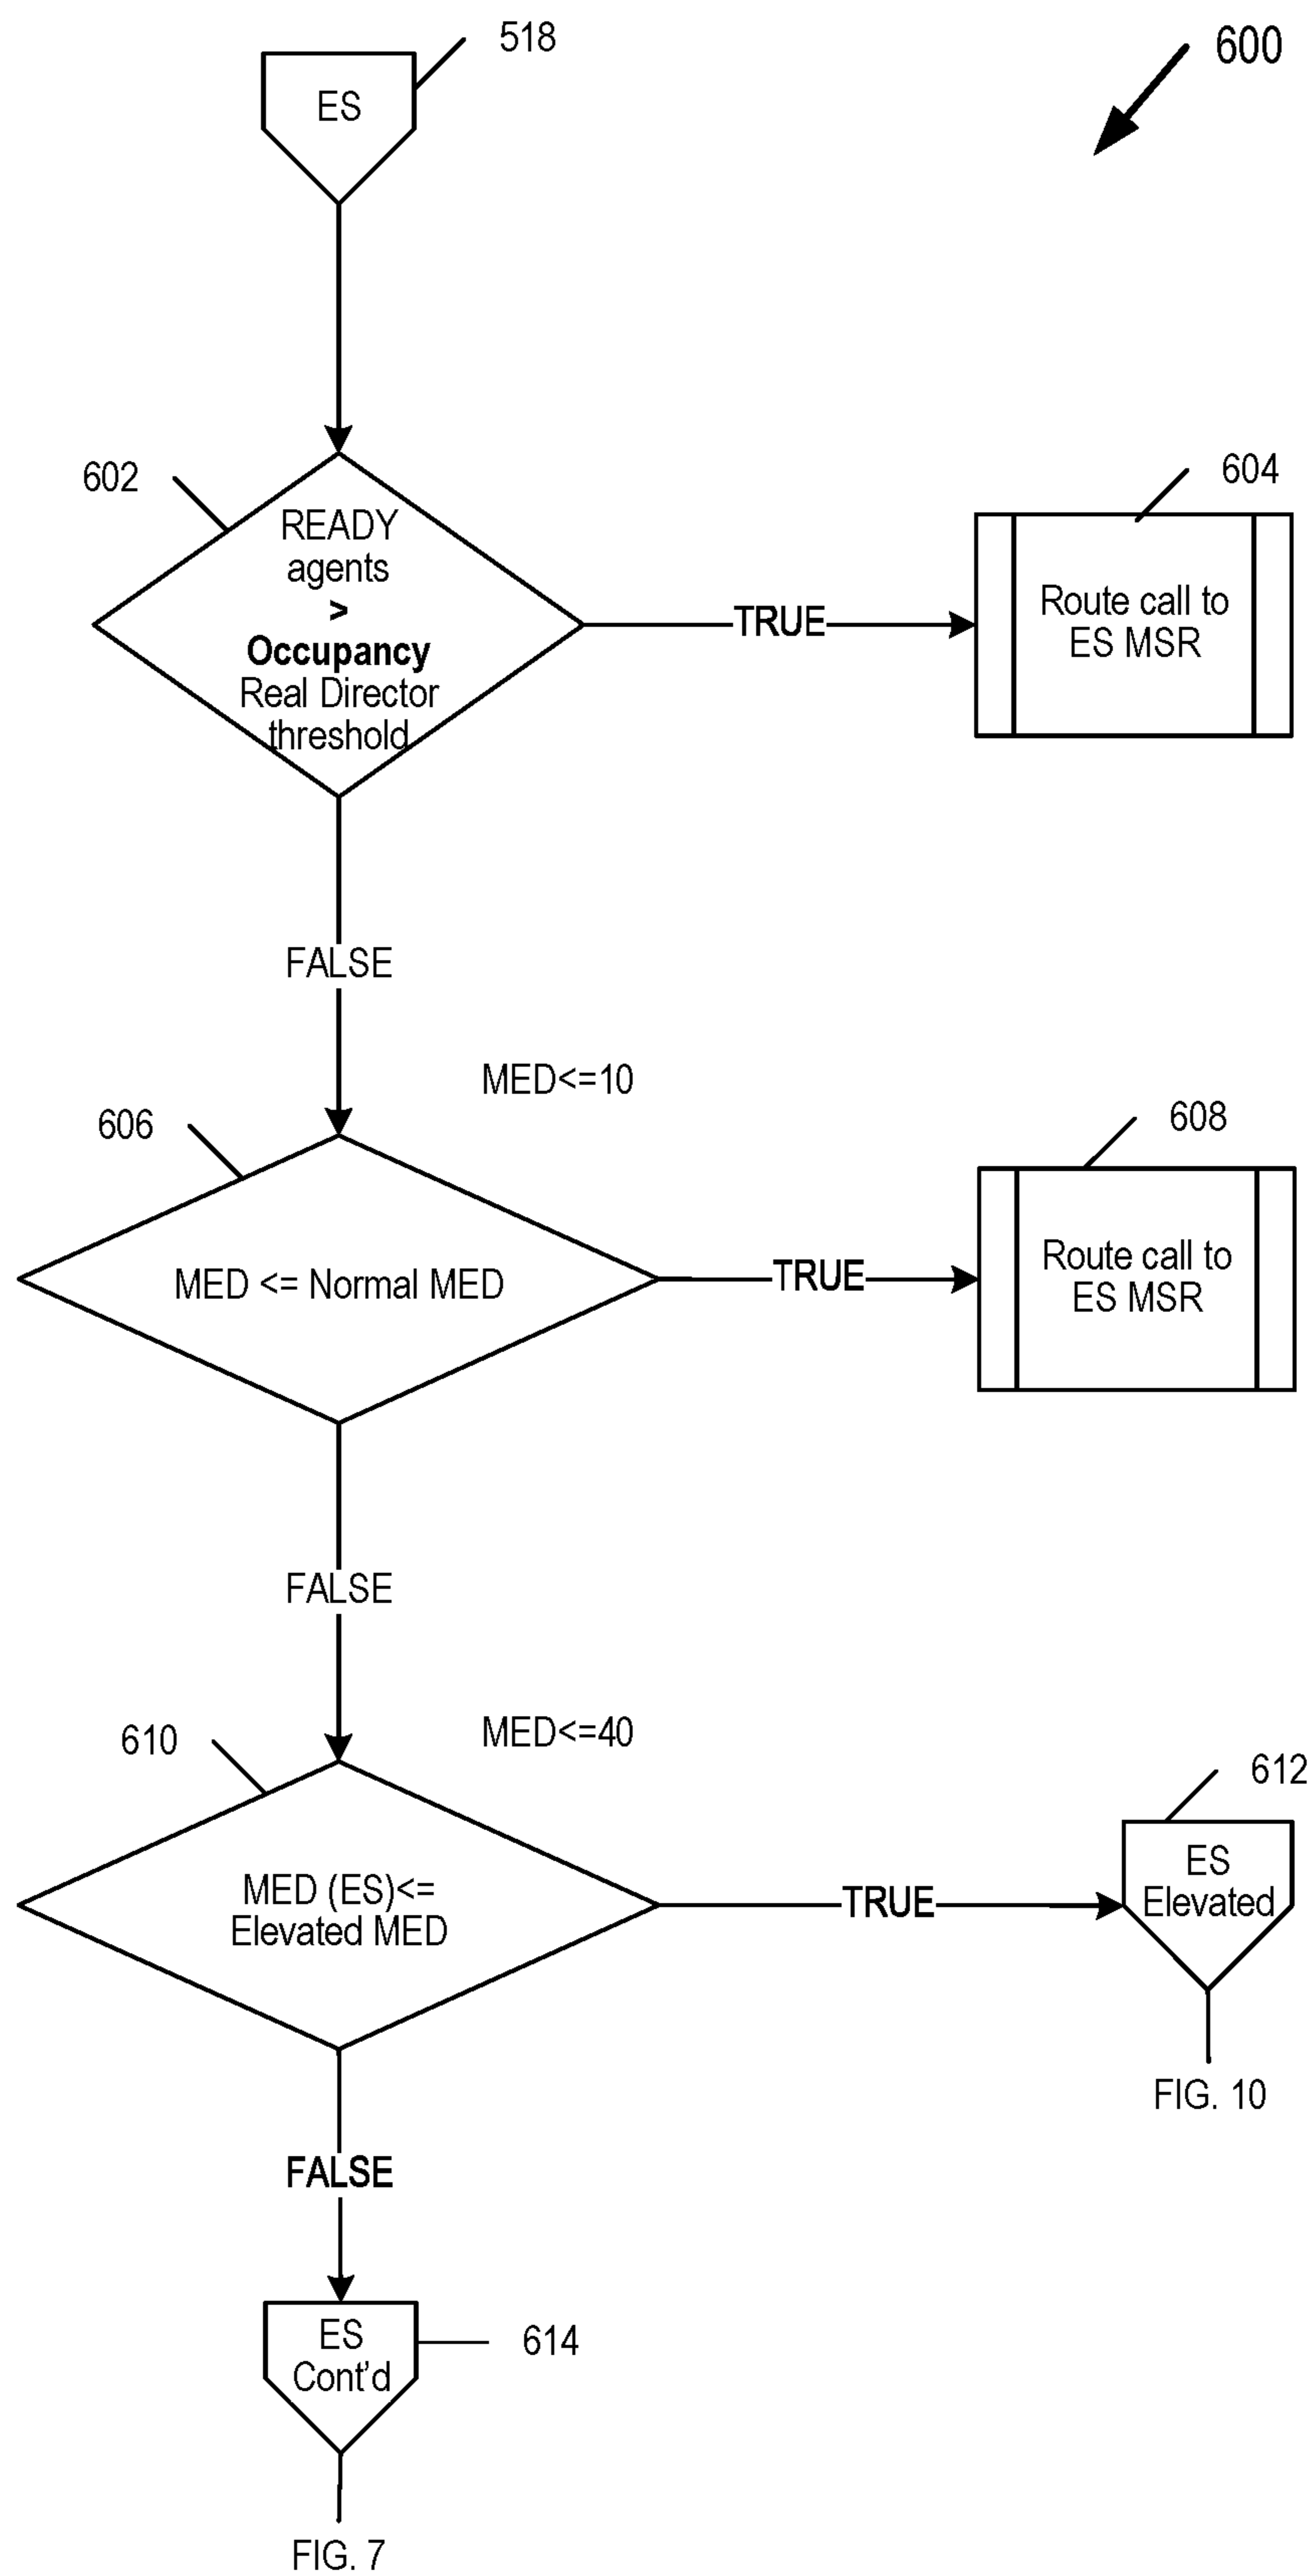 518
600
ES
602
READY
agents
>
Occupancy
Real Director
threshold
TRUE
604
Route call to
ES MSR
FALSE
MED<=10
606
MED <= Normal MED
TRUE
608
Route call to
ES MSR
FALSE
MED<=40
610
MED (ES)<=
Elevated MED
TRUE
612
ES
Elevated
FIG. 10
FALSE
ES
Cont'd
614
FIG. 7